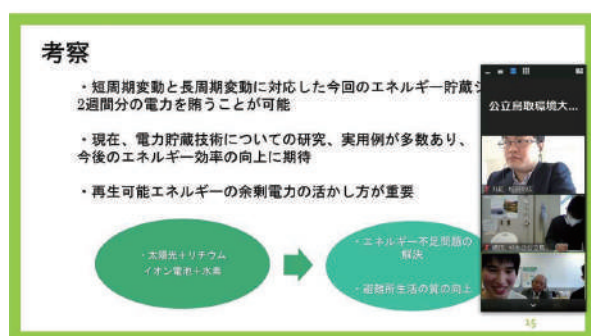 考察
・短周期変動と長周期変動に対応した今回のエネルギー貯蔵シ
2週間分の電力を賄うことが可能
・現在、電力貯蔵技術についての研究、実用例が多数あり、
今後のエネルギー効率の向上に期待
・再生可能エネルギーの余剰電力の活かし方が重要
・太陽光+リチウム
イオン電池+水素
・エネルギー不足問題の
解決
・避難所生活の質の向上
公立鳥取環境大...
15